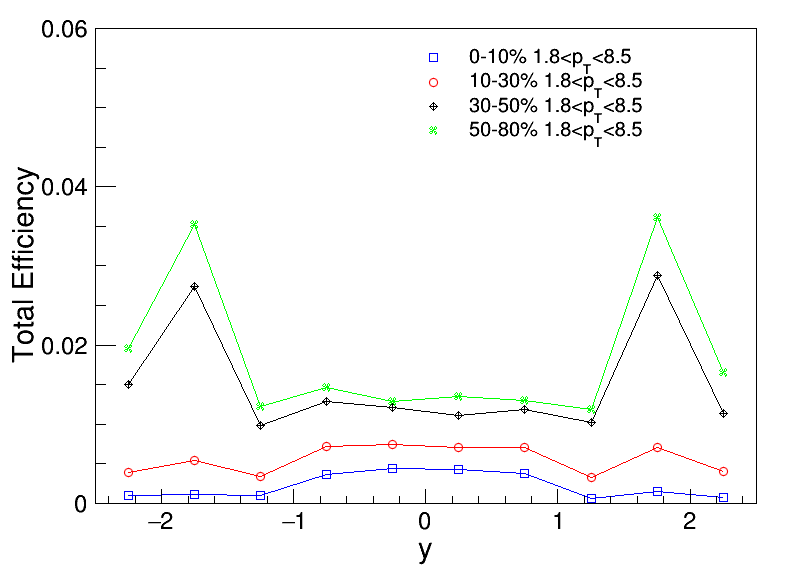 0.06
0-10% 1.8<p_T<8.5
10-30% 1.8<p_T<8.5
30-50% 1.8<p_T<8.5
50-80% 1.8<p_T<8.5
0.04
Total Efficiency
0.02
0
−2 −1 0 1 2
y